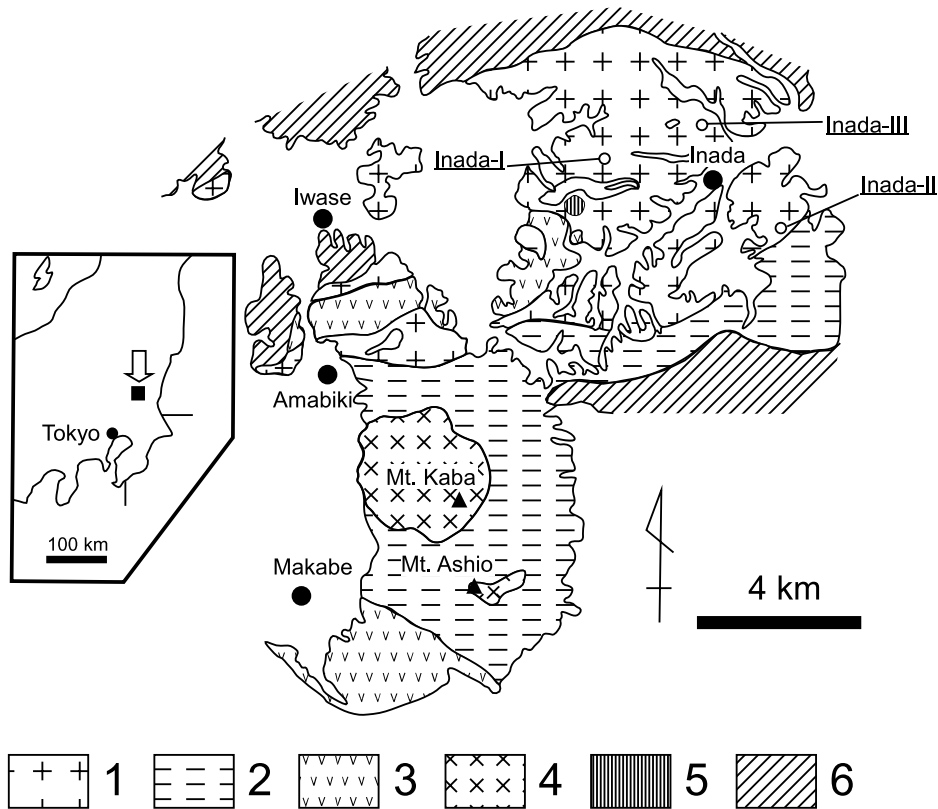 Inada-III
Inada-I
Inada
Inada-II
Iwase
Amabiki
Tokyo
Mt. Kaba
100 km
Makabe
Mt. Ashio
4 km
1
2
3
4
5
6